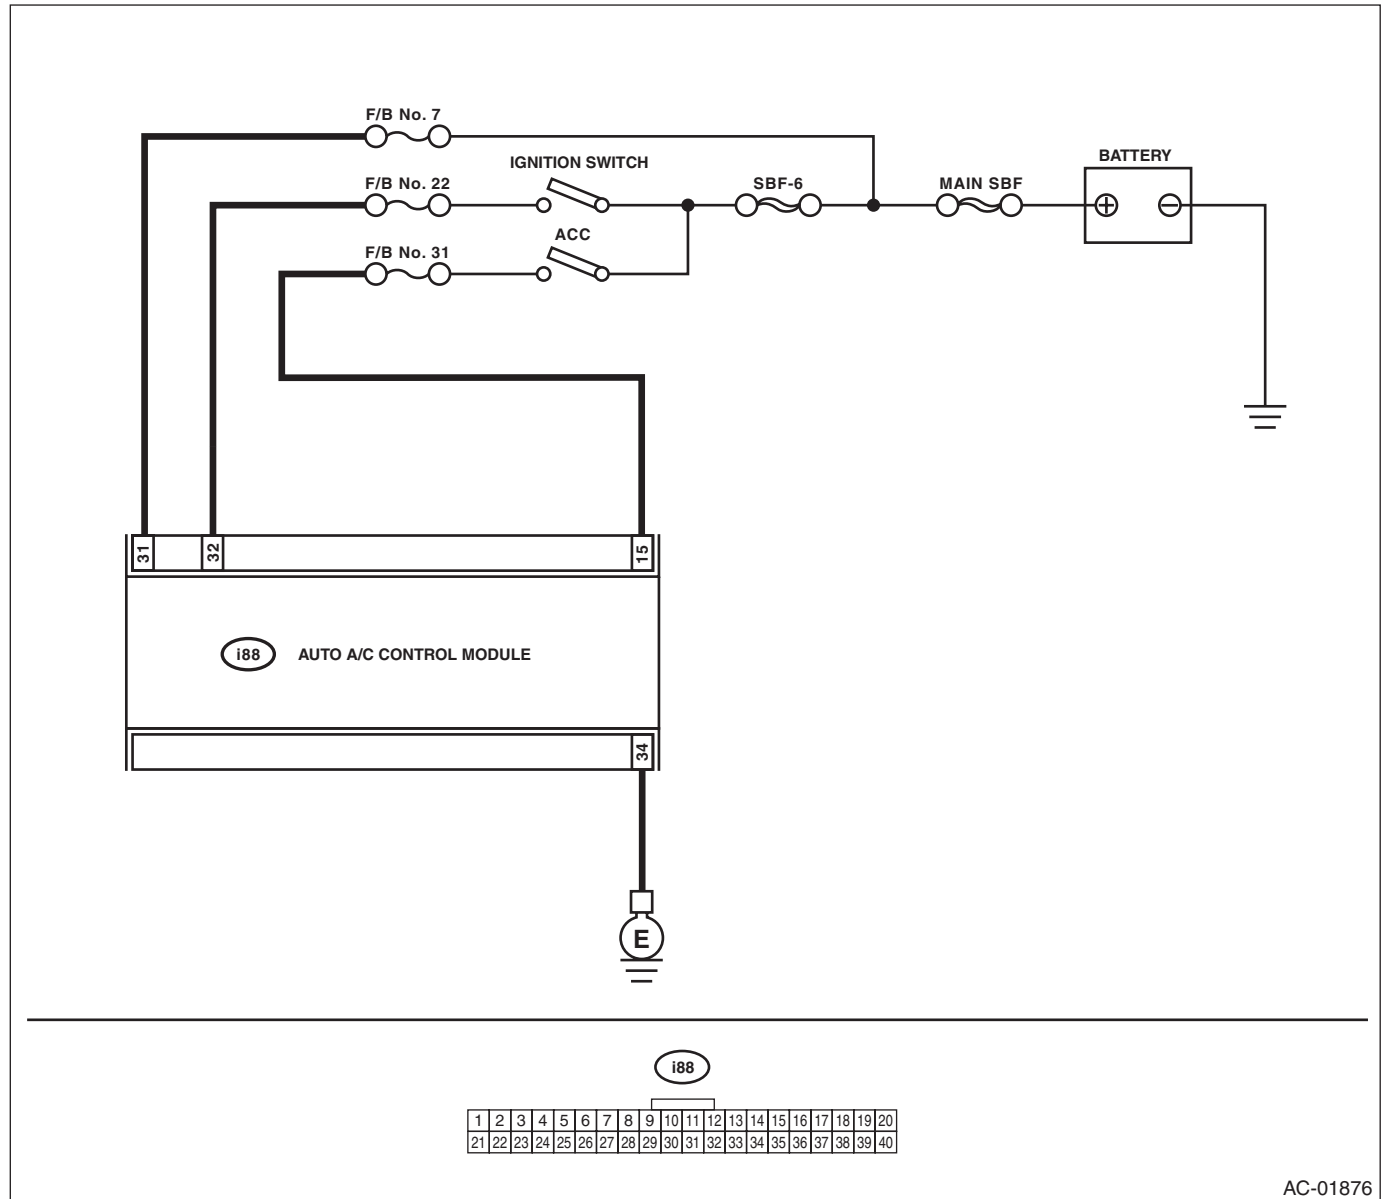 F/B No. 7
IGNITION SWITCH
BATTERY
F/B No. 22
SBF-6
MAIN SBF
ACC
F/B No. 31
31
32
15
i88 AUTO A/C CONTROL MODULE
34
E
i88
1 2 3 4 5 6 7 8 9 10 11 12 13 14 15 16 17 18 19 20
21 22 23 24 25 26 27 28 29 30 31 32 33 34 35 36 37 38 39 40
AC-01876